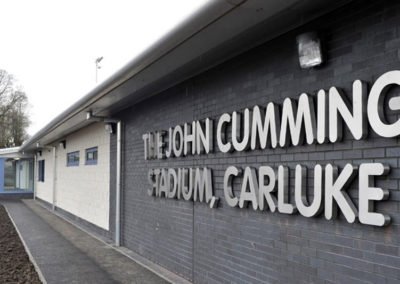 THE JOHN CUMMING
STADIUM, CARLUKE